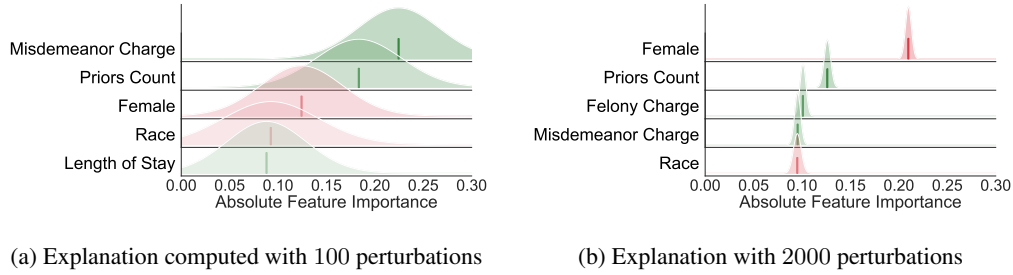 Misdemeanor Charge
Priors Count
Female
Race
Length of Stay
0.00 0.05 0.10 0.15 0.20 0.25 0.30
Absolute Feature Importance
(a) Explanation computed with 100 perturbations
Female
Priors Count
Felony Charge
Misdemeanor Charge
Race
0.00 0.05 0.10 0.15 0.20 0.25 0.30
Absolute Feature Importance
(b) Explanation with 2000 perturbations